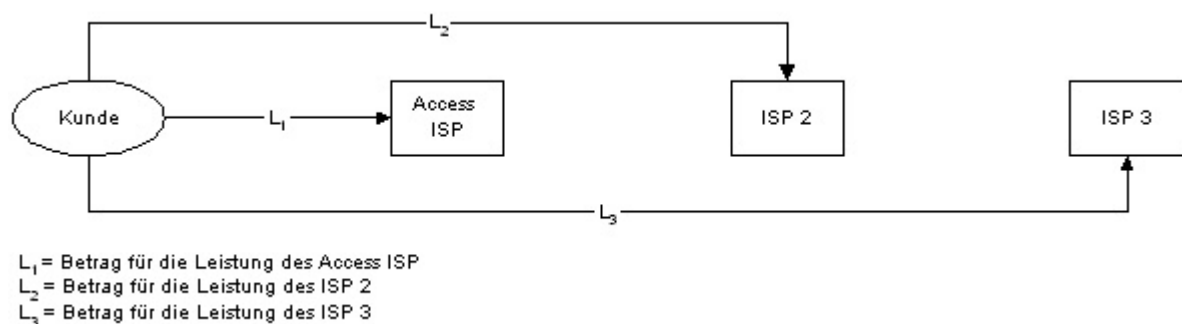 L₂
Kunde
L₁
Access
ISP
ISP 2
ISP 3
L₃
L₁ = Betrag für die Leistung des Access ISP
L₂ = Betrag für die Leistung des ISP 2
L₃ = Betrag für die Leistung des ISP 3